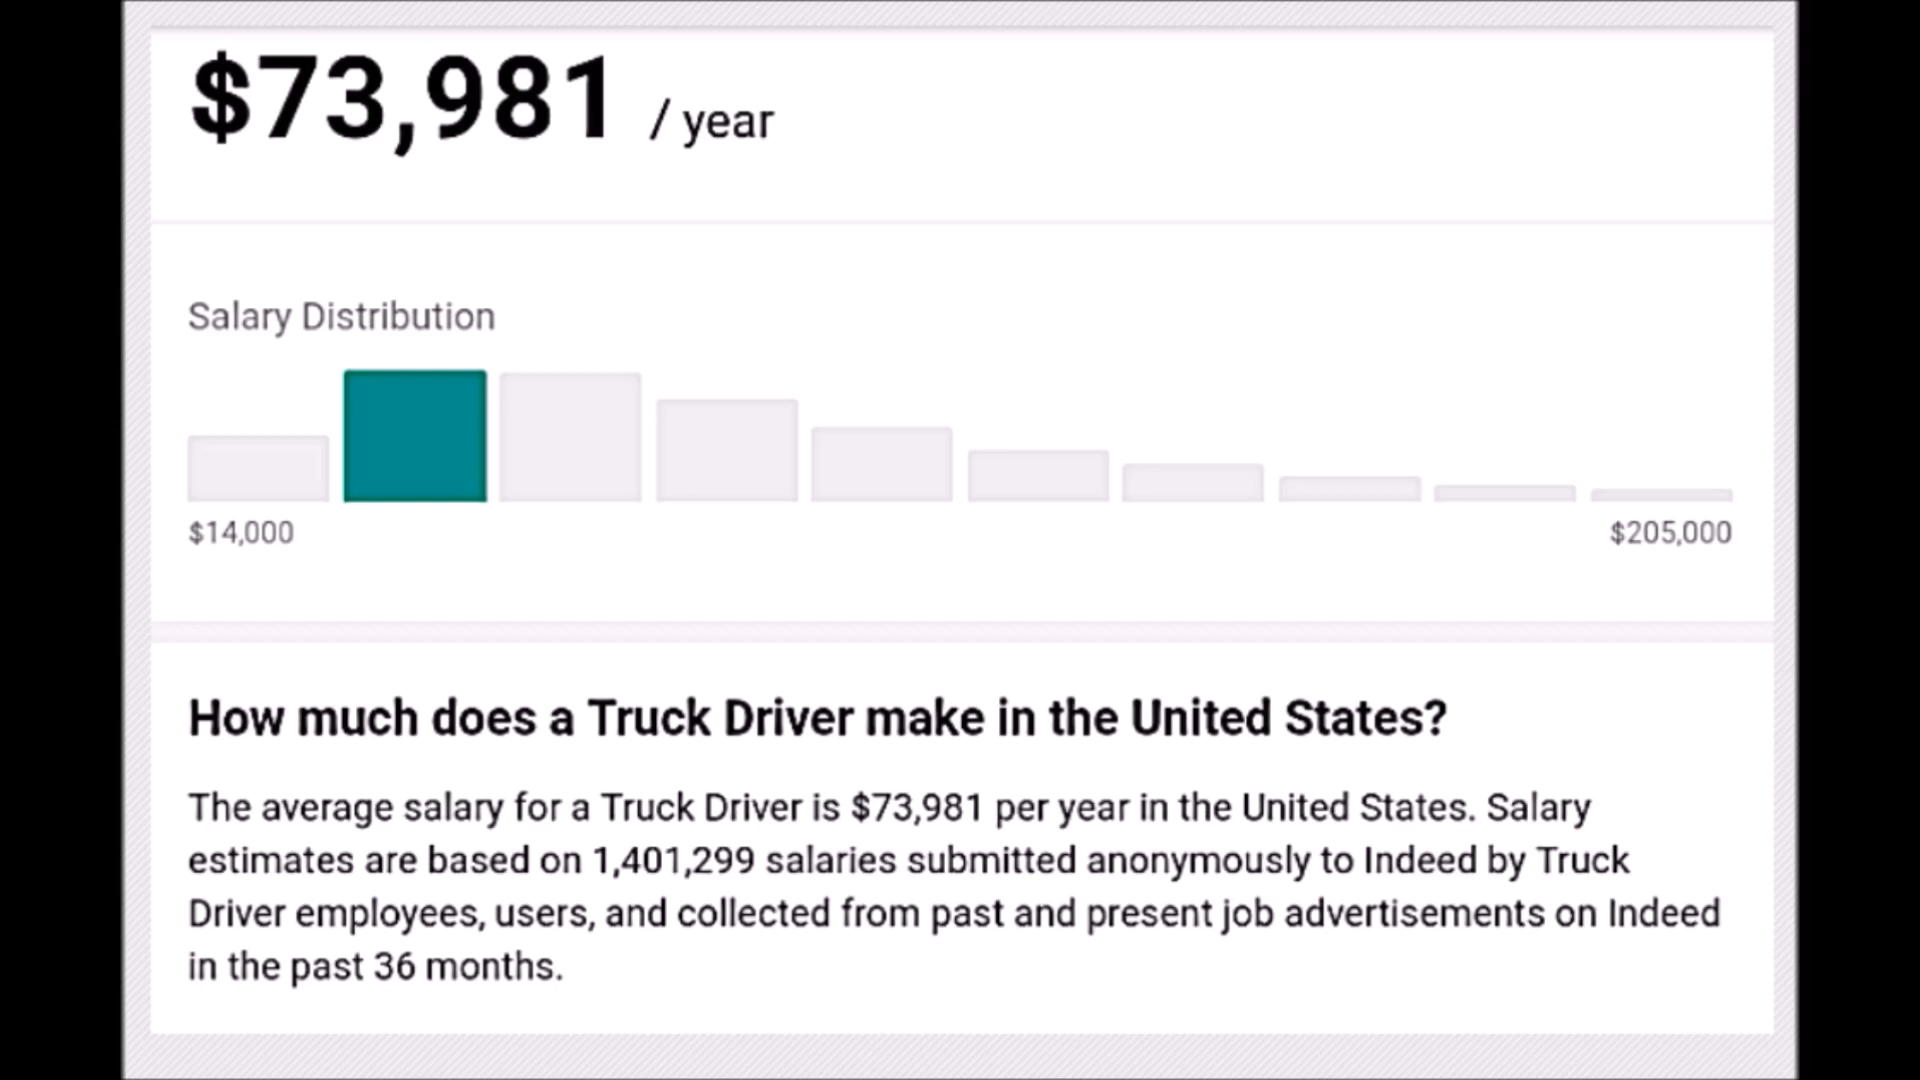 $73,981 / year
Salary Distribution
$14,000 $205,000
How much does a Truck Driver make in the United States?
The average salary for a Truck Driver is $73,981 per year in the United States. Salary
estimates are based on 1,401,299 salaries submitted anonymously to Indeed by Truck
Driver employees, users, and collected from past and present job advertisements on Indeed
in the past 36 months.